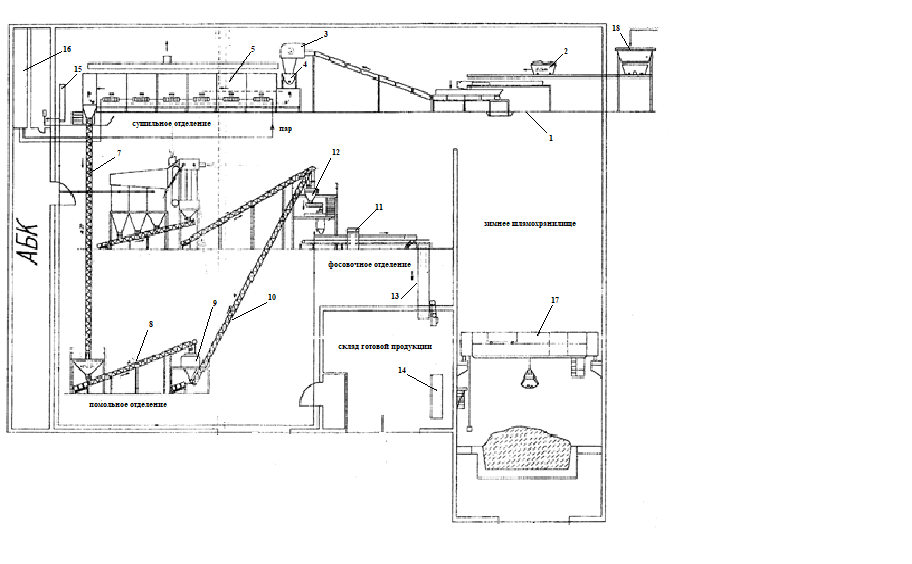 18
3
16
5
2
15
4
сушильное отделение
пар
1
7
12
11
зимнее шламохранилище
АБК
фосовочное отделение
13
10
9
17
8
склад готовой продукции
14
помольное отделение